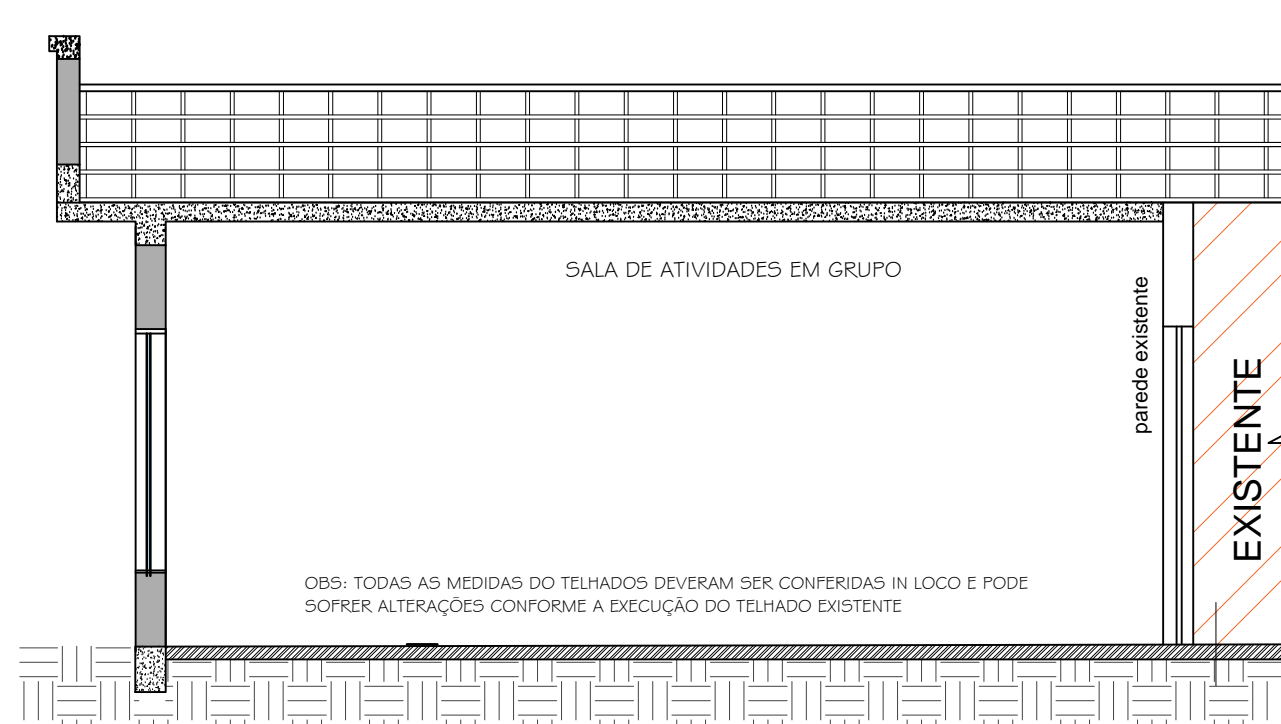 SALA DE ATIVIDADES EM GRUPO
parede existente
EXISTENTE
OBS: TODAS AS MEDIDAS DO TELHADOS DEVERAM SER CONFERIDAS IN LOCO E PODE
SOFRER ALTERAÇÕES CONFORME A EXECUÇÃO DO TELHADO EXISTENTE